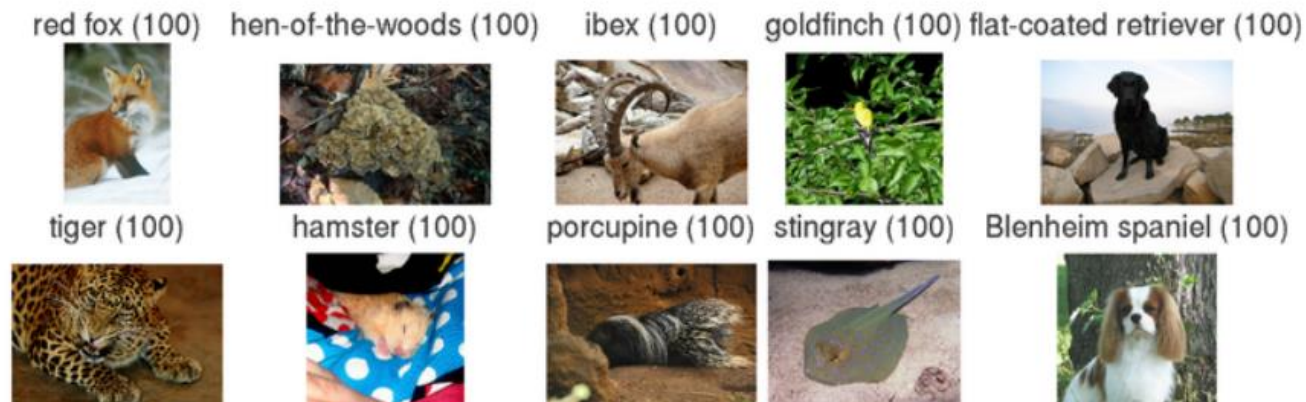 red fox (100) hen-of-the-woods (100) ibex (100) goldfinch (100) flat-coated retriever (100)
tiger (100) hamster (100) porcupine (100) stingray (100) Blenheim spaniel (100)